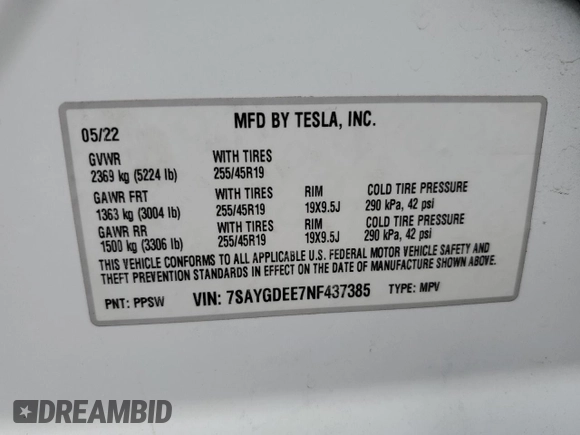 MFD BY TESLA, INC.
05/22
GVWR WITH TIRES
2369 kg (5224 lb) 255/45R19
GAWR FRT WITH TIRES RIM COLD TIRE PRESSURE
1363 kg (3004 lb) 255/45R19 19X9.5J 290 kPa, 42 psi
GAWR RR WITH TIRES RIM COLD TIRE PRESSURE
1500 kg (3306 lb) 255/45R19 19X9.5J 290 kPa, 42 psi
THIS VEHICLE CONFORMS TO ALL APPLICABLE U.S. FEDERAL MOTOR VEHICLE SAFETY AND
THEFT PREVENTION STANDARDS IN EFFECT ON THE DATE OF MANUFACTURE SHOWN ABOVE.
PNT: PPSW VIN: 7SAYGDEE7NF437385 TYPE: MPV
DREAMBID